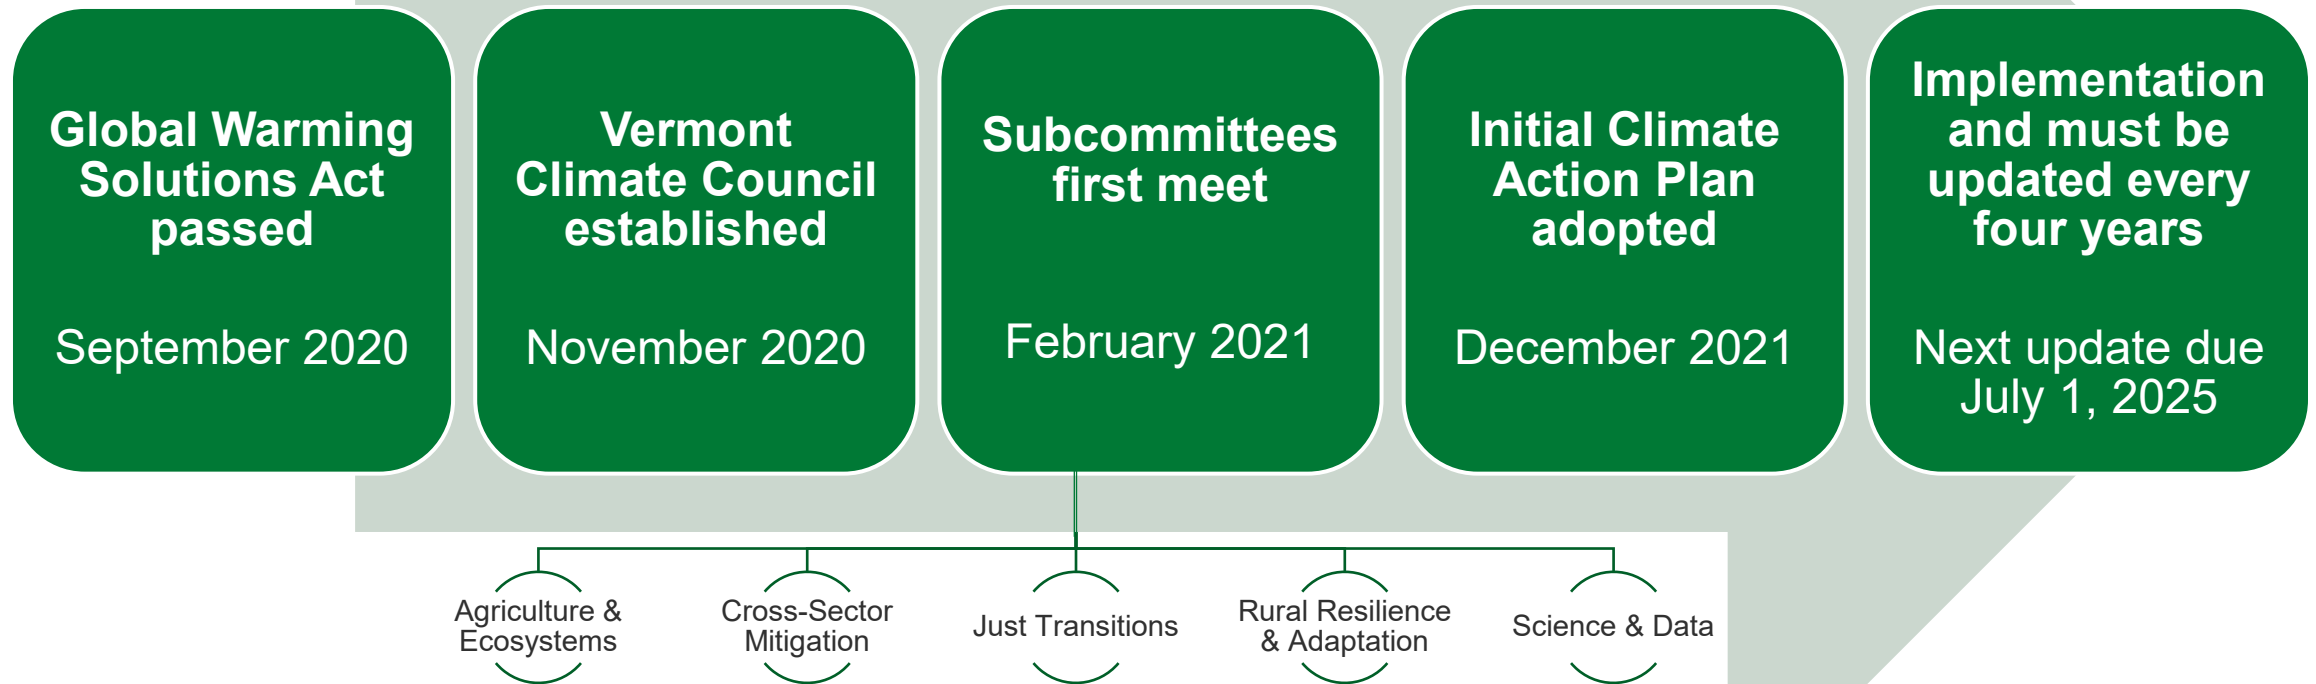 Global Warming
Solutions Act
passed
September 2020
Vermont
Climate Council
established
November 2020
Subcommittees
first meet
February 2021
Initial Climate
Action Plan
adopted
December 2021
Implementation
and must be
updated every
four years
Next update due
July 1, 2025
Agriculture &
Ecosystems
Cross-Sector
Mitigation
Just Transitions
Rural Resilience
& Adaptation
Science & Data